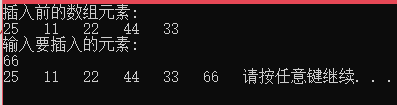 插入前的数组元素:
25 11 22 44 33
输入要插入的元素:
66
25 11 22 44 33 66 请按任意键继续. . .